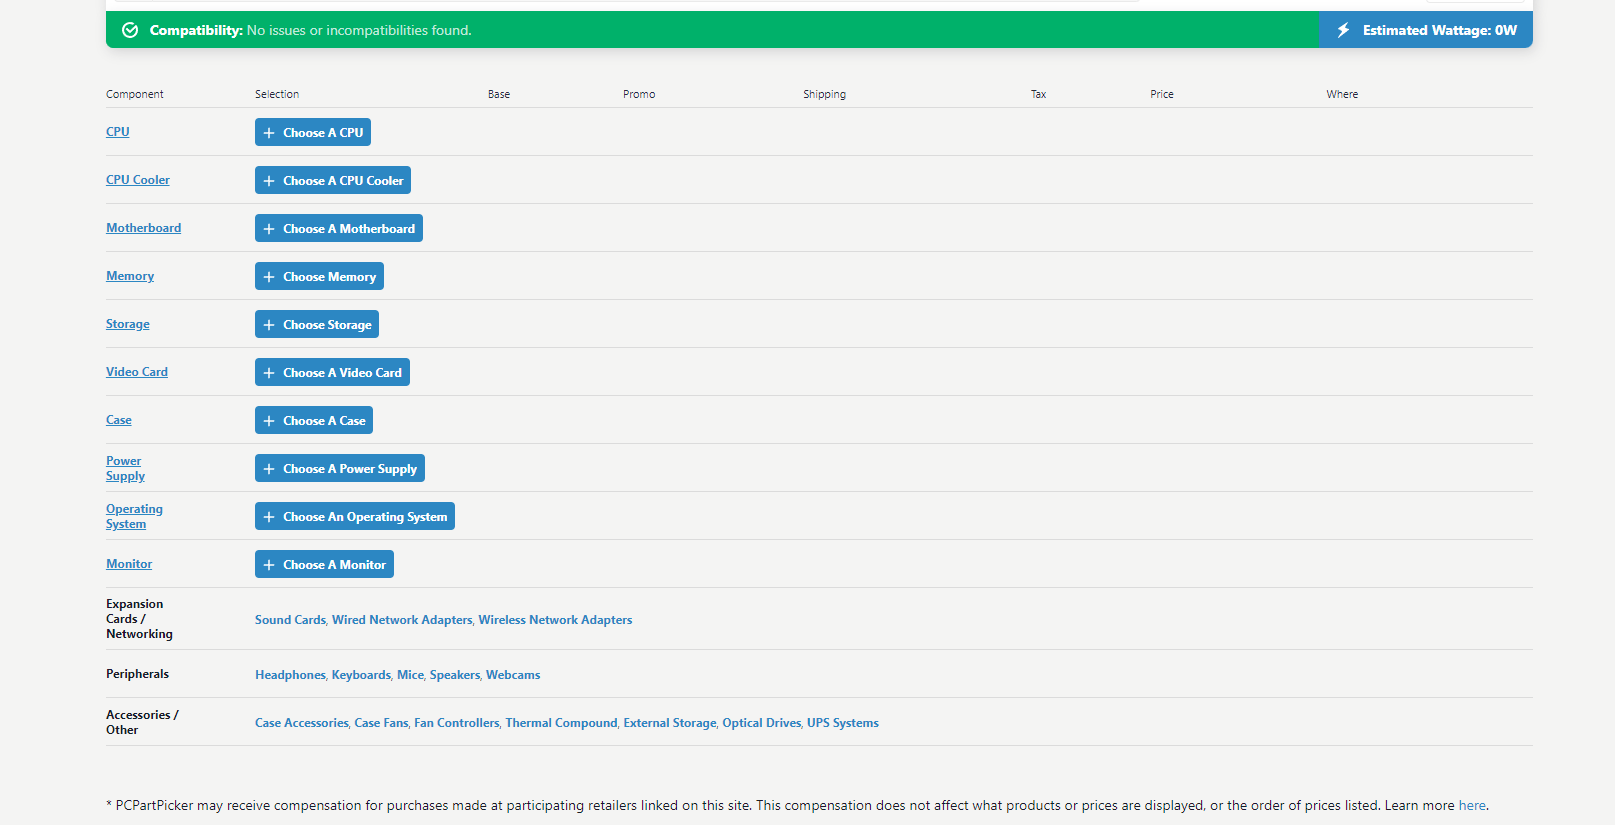 Compatibility: No issues or incompatibilities found.
Estimated Wattage: 0W
Component Selection Base Promo Shipping Tax Price Where
CPU
Choose A CPU
CPU Cooler
Choose A CPU Cooler
Motherboard
Choose A Motherboard
Memory
Choose Memory
Storage
Choose Storage
Video Card
Choose A Video Card
Case
Choose A Case
Power
Supply
Choose A Power Supply
Operating
System
Choose An Operating System
Monitor
Choose A Monitor
Expansion
Cards /
Networking
Sound Cards, Wired Network Adapters, Wireless Network Adapters
Peripherals
Headphones, Keyboards, Mice, Speakers, Webcams
Accessories /
Other
Case Accessories, Case Fans, Fan Controllers, Thermal Compound, External Storage, Optical Drives, UPS Systems
* PCPartPicker may receive compensation for purchases made at participating retailers linked on this site. This compensation does not affect what products or prices are displayed, or the order of prices listed. Learn more here.